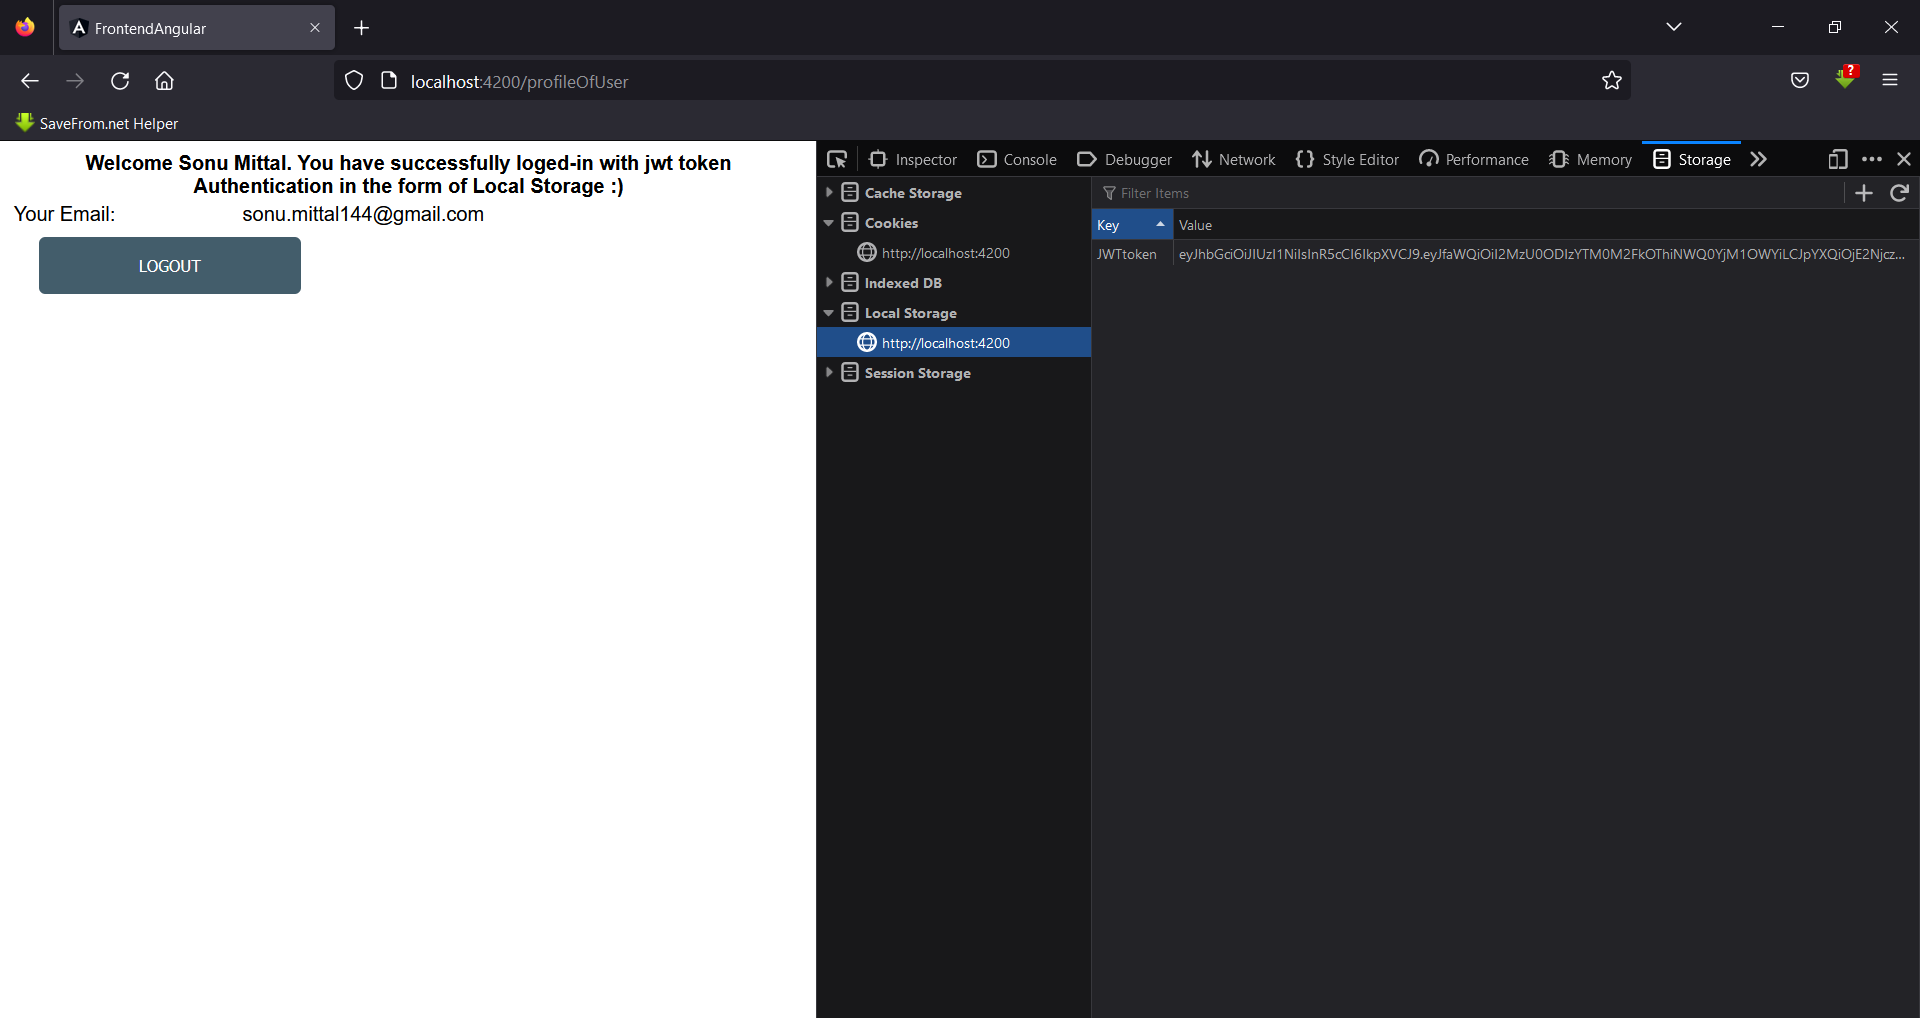 FrontendAngular
localhost:4200/profileOfUser
?
SaveFrom.net Helper
Welcome Sonu Mittal. You have successfully loged-in with jwt token
Authentication in the form of Local Storage :)
Your Email: sonu.mittal144@gmail.com
LOGOUT
Inspector Console Debugger Network Style Editor Performance Memory Storage
Cache Storage
Cookies
http://localhost:4200
Indexed DB
Local Storage
http://localhost:4200
Session Storage
Filter Items
Key Value
JWTtoken eyJhbGciOiJIUzI1NiIsInR5cCI6IkpXVCJ9.eyJfaWQiOiI2MzU0ODIzYTM0M2FkOThiNWQ0YjM1OWYiLCJpYXQiOjE2Njcz...